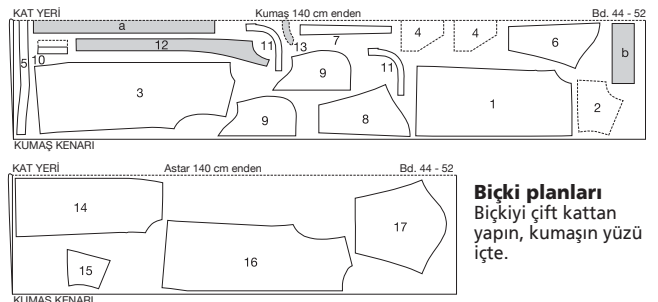 KAT YERİ Kumaş 140 cm enden Bd. 44 - 52
a
12
11
13
7
4
4
6
b
5
10
3
9
11
9
8
1
2
KUMAŞ KENARI
KAT YERİ Astar 140 cm enden Bd. 44 - 52
14
15
16
17
KUMAŞ KENARI
Biçki planları
Biçkiyi çift kattan
yapın, kumaşın yüzü
içte.